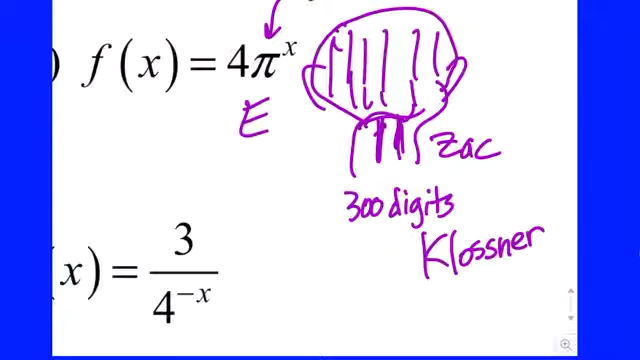 ) f(x) = 4π^x
E
Zac
300 digits
Klossner
(x) = 3/4^{-x}